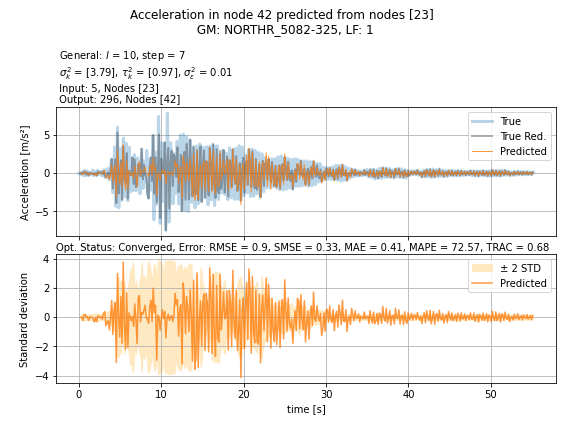 Acceleration in node 42 predicted from nodes [23]
GM: NORTHR_5082-325, LF: 1
General: l = 10, step = 7
σ²ₖ = [3.79], τ²ₖ = [0.97], σ²ε = 0.01
Input: 5, Nodes [23]
Output: 296, Nodes [42]
Acceleration [m/s²]
5
0
−5
True
True Red.
Predicted
Opt. Status: Converged, Error: RMSE = 0.9, SMSE = 0.33, MAE = 0.41, MAPE = 72.57, TRAC = 0.68
Standard deviation
4
2
0
−2
−4
± 2 STD
Predicted
0 10 20 30 40 50
time [s]